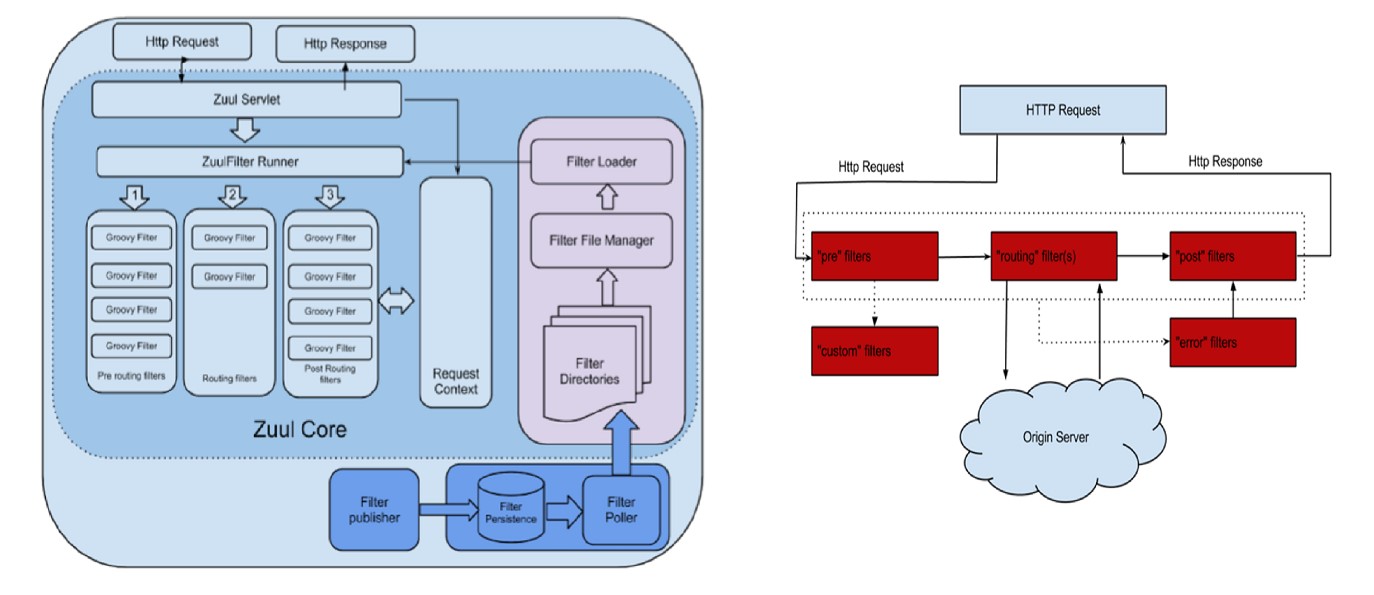 Http Request
Http Response
Zuul Servlet
ZuulFilter Runner
1
2
3
Groovy Filter
Groovy Filter
Groovy Filter
Groovy Filter
Pre routing filters
Groovy Filter
Groovy Filter
Routing filters
Groovy Filter
Groovy Filter
Groovy Filter
Groovy Filter
Post Routing
filters
Request
Context
Filter Loader
Filter File Manager
Filter
Directories
Zuul Core
Filter
publisher
Filter
Persistence
Filter
Poller
HTTP Request
Http Request
Http Response
"pre" filters
"routing" filter(s)
"post" filters
"custom" filters
"error" filters
Origin Server